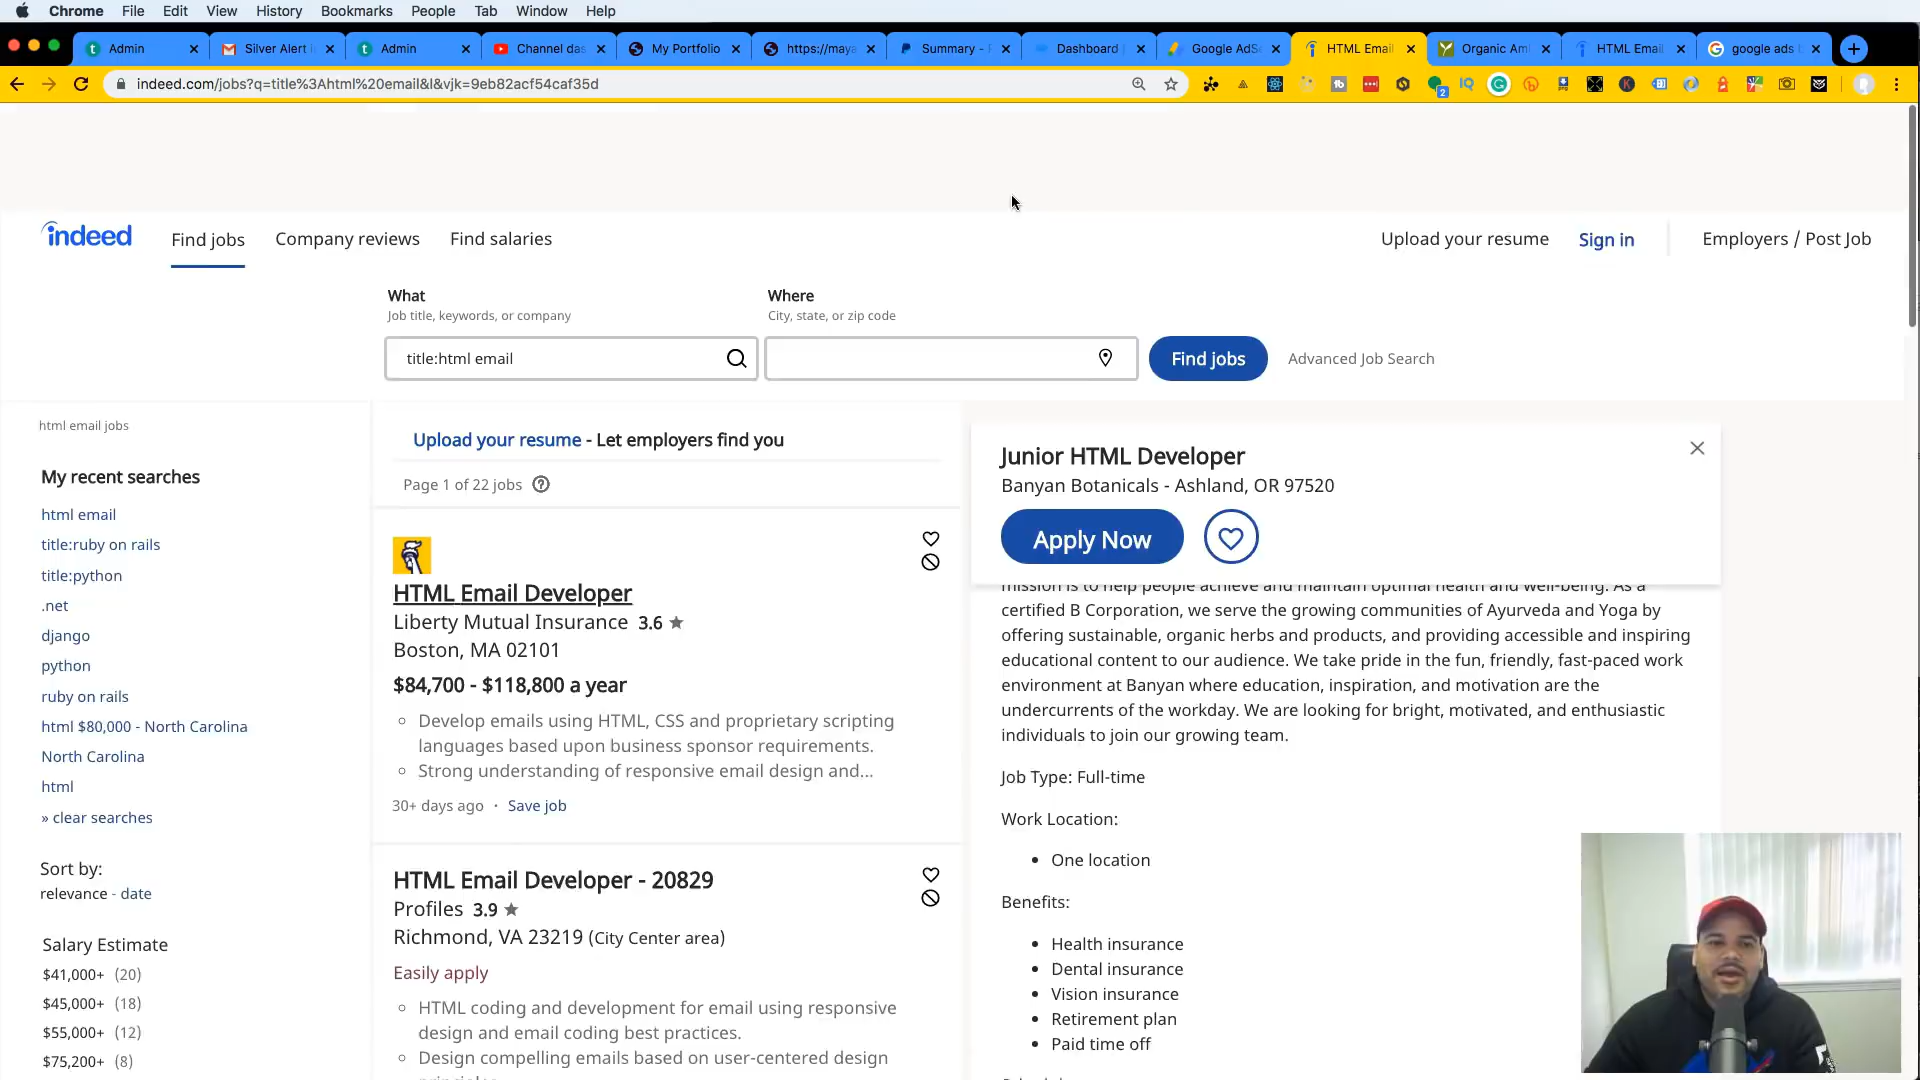 Chrome File Edit View History Bookmarks People Tab Window Help
Admin Silver Alert Admin Channel das My Portfolio https://maya Summary - Dashboard Google AdS HTML Email Organic Am HTML Email google ads
indeed.com/jobs?q=title%3Ahtml%20email&l&vjk=9eb82acf54caf35d
indeed Find jobs Company reviews Find salaries Upload your resume Sign in Employers / Post Job
What Where
Job title, keywords, or company City, state, or zip code
title:html email Find jobs Advanced Job Search
html email jobs
My recent searches
html email
title:ruby on rails
title:python
.net
django
python
ruby on rails
html $80,000 - North Carolina
North Carolina
html
» clear searches
Sort by:
relevance - date
Salary Estimate
$41,000+ (20)
$45,000+ (18)
$55,000+ (12)
$75,200+ (8)
Upload your resume - Let employers find you
Page 1 of 22 jobs
HTML Email Developer
Liberty Mutual Insurance 3.6
Boston, MA 02101
$84,700 - $118,800 a year
Develop emails using HTML, CSS and proprietary scripting
languages based upon business sponsor requirements.
Strong understanding of responsive email design and...
30+ days ago · Save job
HTML Email Developer - 20829
Profiles 3.9
Richmond, VA 23219 (City Center area)
Easily apply
HTML coding and development for email using responsive
design and email coding best practices.
Design compelling emails based on user-centered design
Junior HTML Developer
Banyan Botanicals - Ashland, OR 97520
Apply Now
mission is to help people achieve and maintain optimal health and well-being. As a
certified B Corporation, we serve the growing communities of Ayurveda and Yoga by
offering sustainable, organic herbs and products, and providing accessible and inspiring
educational content to our audience. We take pride in the fun, friendly, fast-paced work
environment at Banyan where education, inspiration, and motivation are the
undercurrents of the workday. We are looking for bright, motivated, and enthusiastic
individuals to join our growing team.
Job Type: Full-time
Work Location:
One location
Benefits:
Health insurance
Dental insurance
Vision insurance
Retirement plan
Paid time off